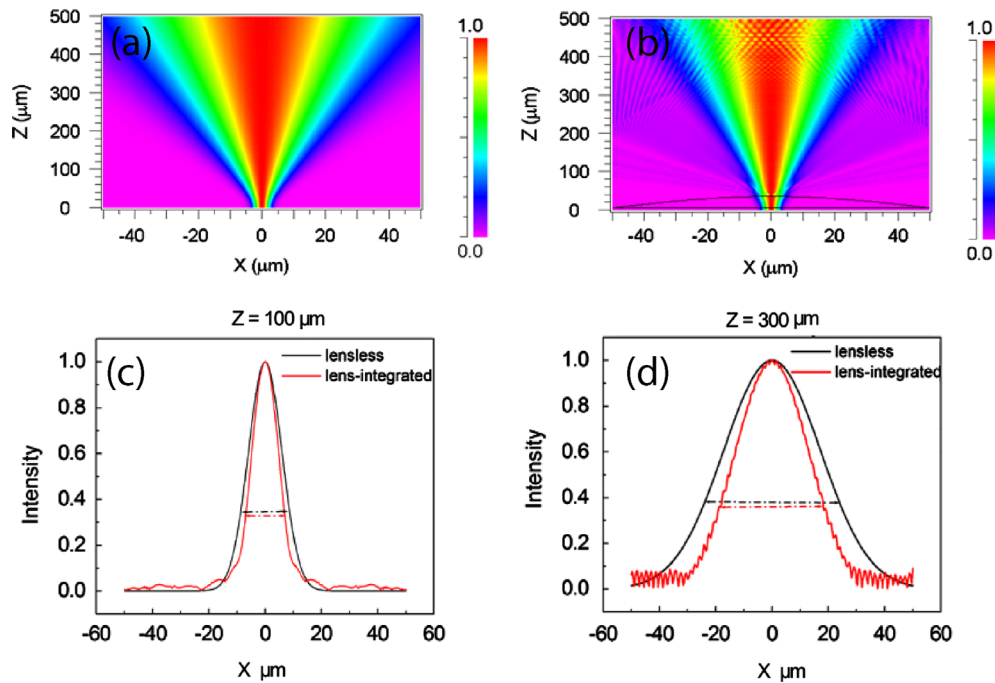 (a)
500
400
300
200
100
0
Z (μm)
-40 -20 0 20 40
X (μm)
1.0
0.0
(b)
500
400
300
200
100
0
Z (μm)
-40 -20 0 20 40
X (μm)
1.0
0.0
Z = 100 μm
(c)
lensless
lens-integrated
1.0
0.8
0.6
0.4
0.2
0.0
Intensity
-60 -40 -20 0 20 40 60
X μm
Z = 300 μm
(d)
lensless
lens-integrated
1.0
0.8
0.6
0.4
0.2
0.0
Intensity
-60 -40 -20 0 20 40 60
X μm